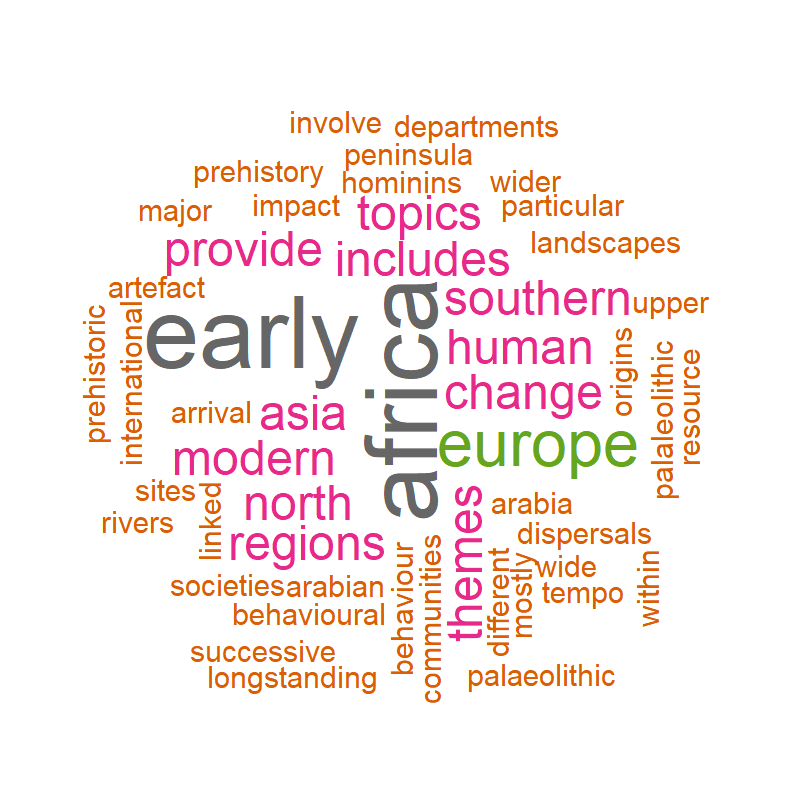 involve
departments
peninsula
prehistory
hominins
wider
major
impact
topics
particular
provide
includes
landscapes
artefact
southern
upper
early
africa
human
prehistoric
international
origins
palaleolithic
resource
change
arrival
asia
europe
modern
sites
linked
north
themes
arabia
rivers
regions
dispersals
societies
arabian
behaviour
communities
different
mostly
wide
tempo
within
behavioural
successive
longstanding
palaeolithic